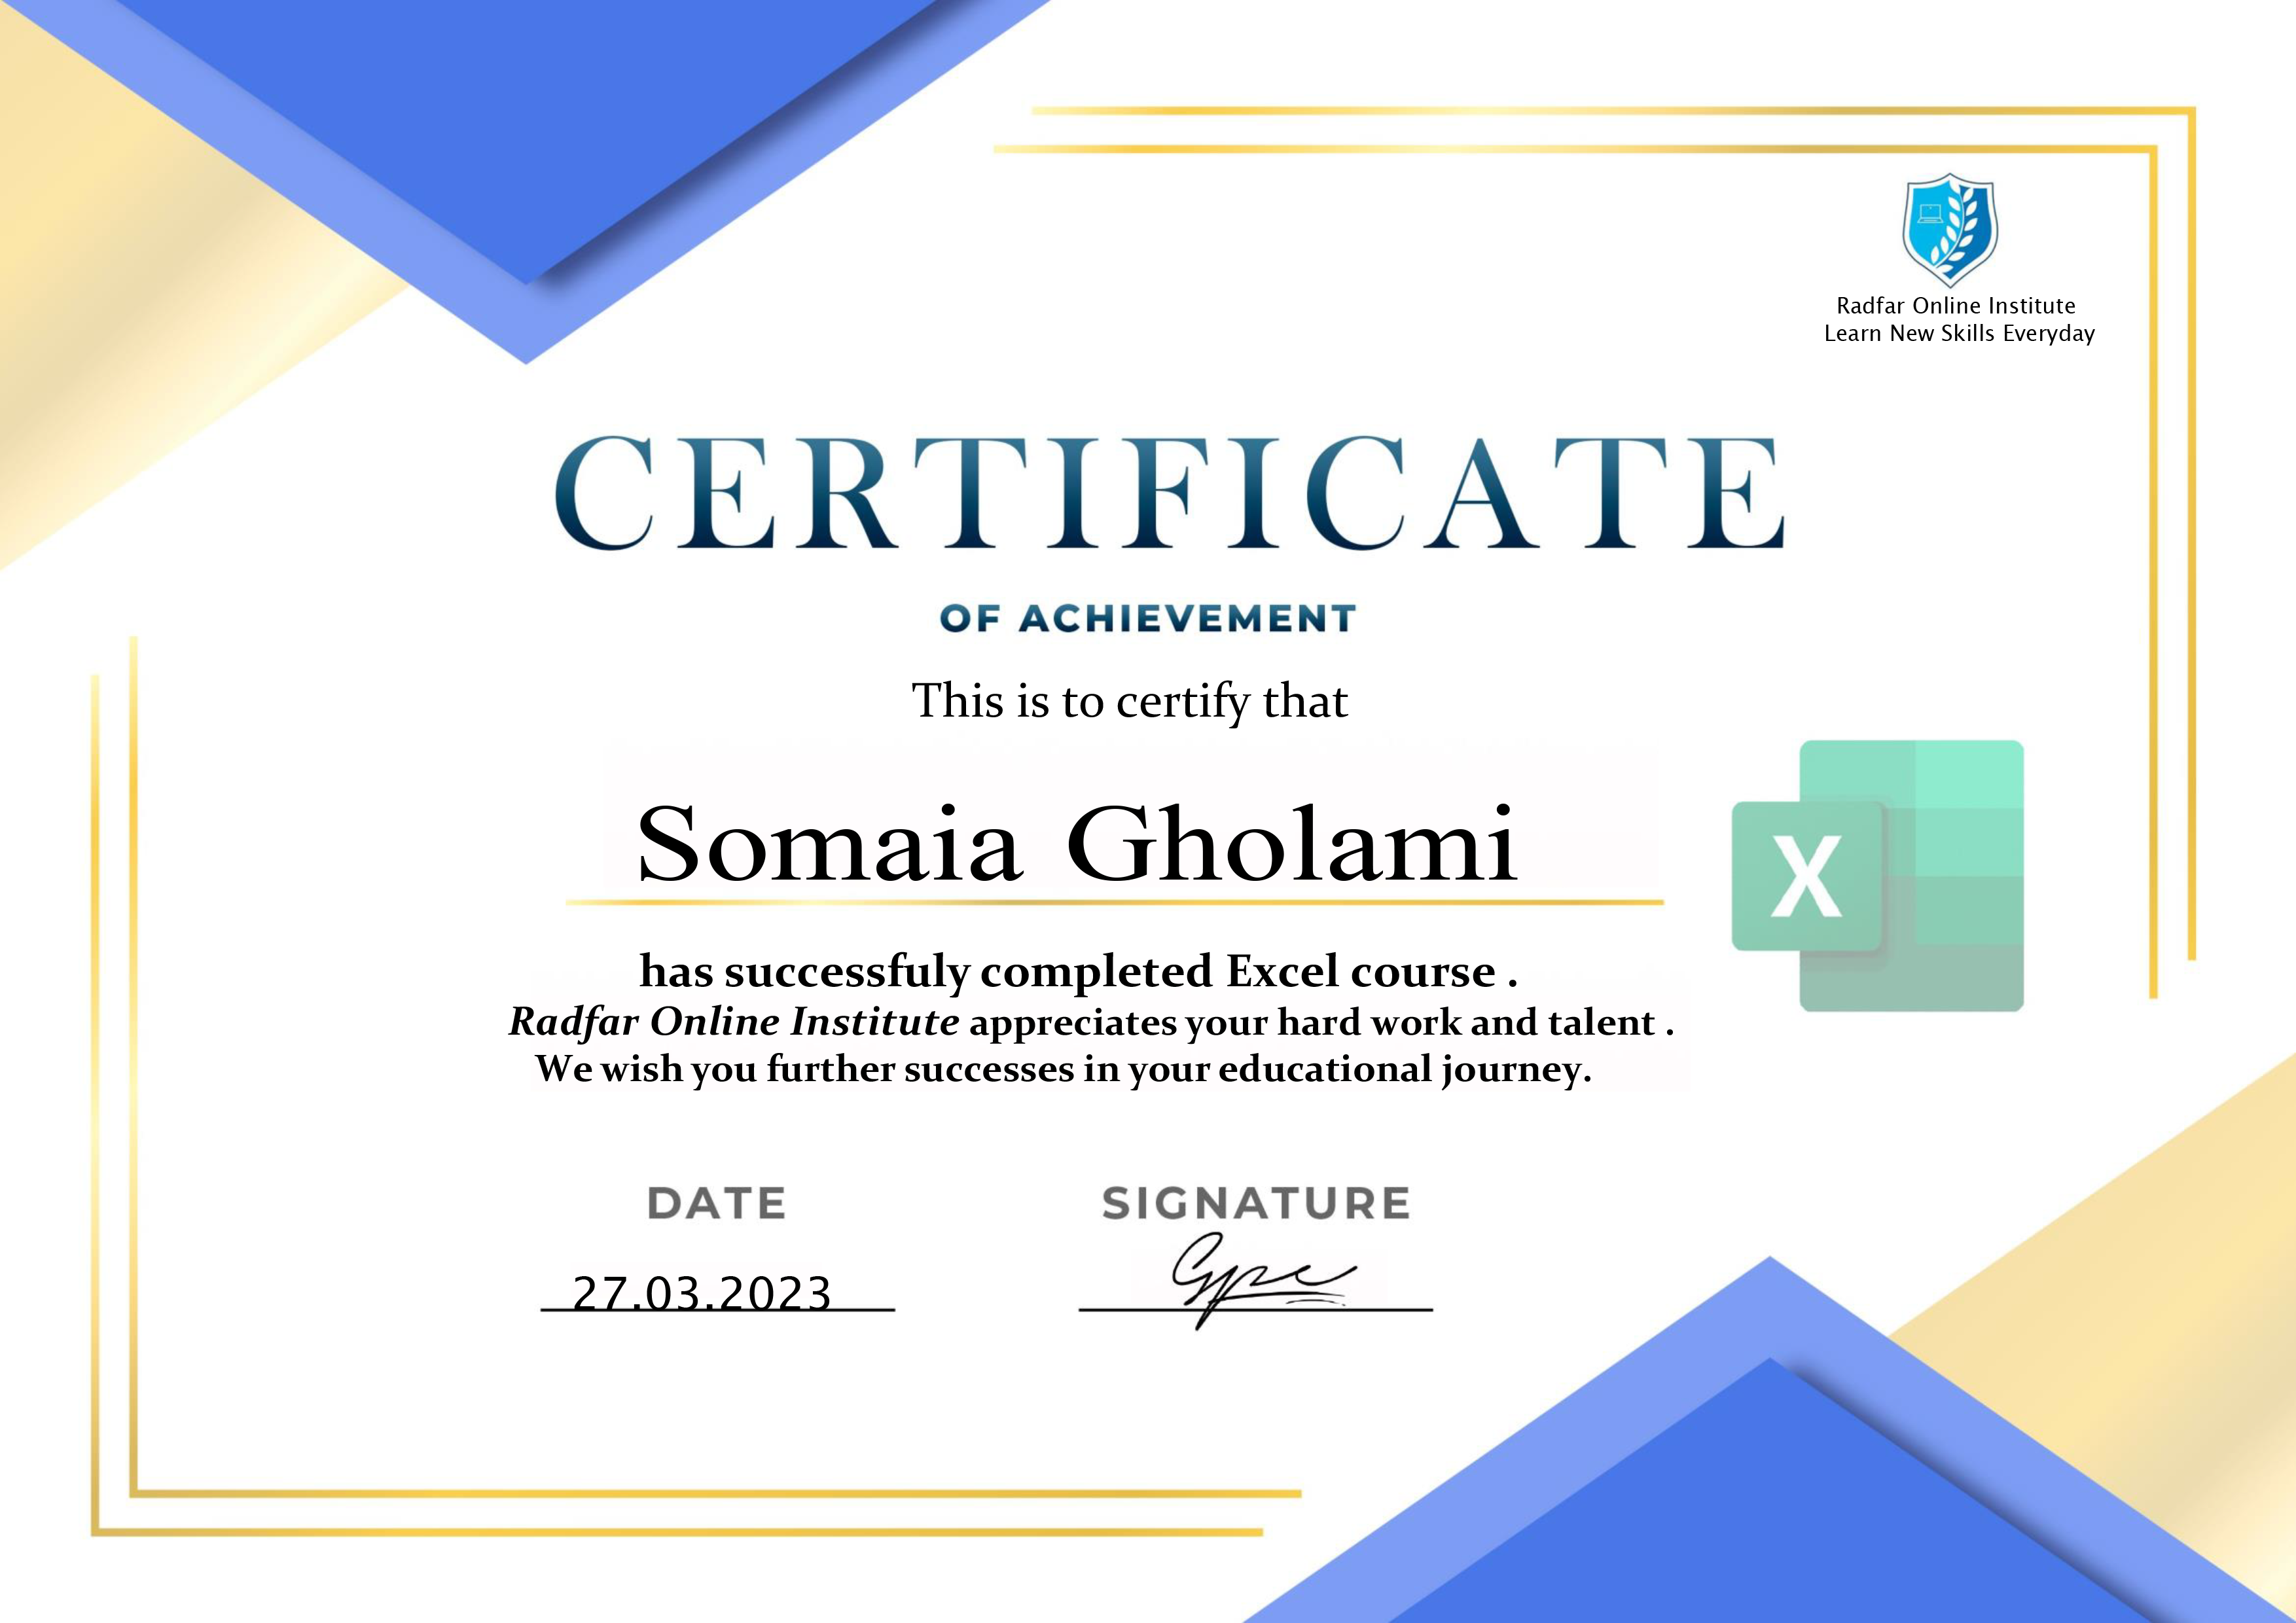 Radfar Online Institute
Learn New Skills Everyday
CERTIFICATE
OF ACHIEVEMENT
This is to certify that
Somaia Gholami
X
has successfuly completed Excel course .
Radfar Online Institute appreciates your hard work and talent .
We wish you further successes in your educational journey.
DATE
SIGNATURE
27.03.2023